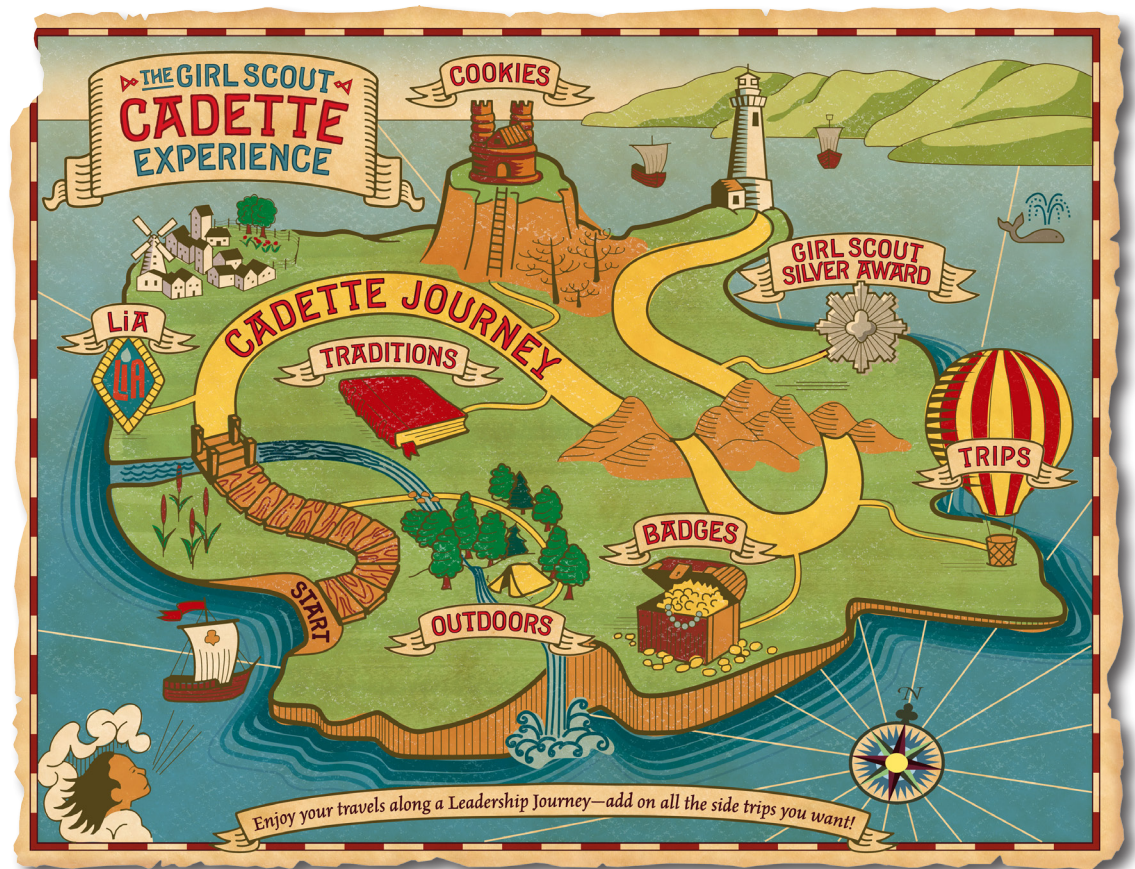 THE GIRL SCOUT
CADETTE
EXPERIENCE
COOKIES
GIRL SCOUT
SILVER AWARD
LiA
LIA
CADETTE JOURNEY
TRADITIONS
TRIPS
BADGES
START
OUTDOORS
N
Enjoy your travels along a Leadership Journey—add on all the side trips you want!